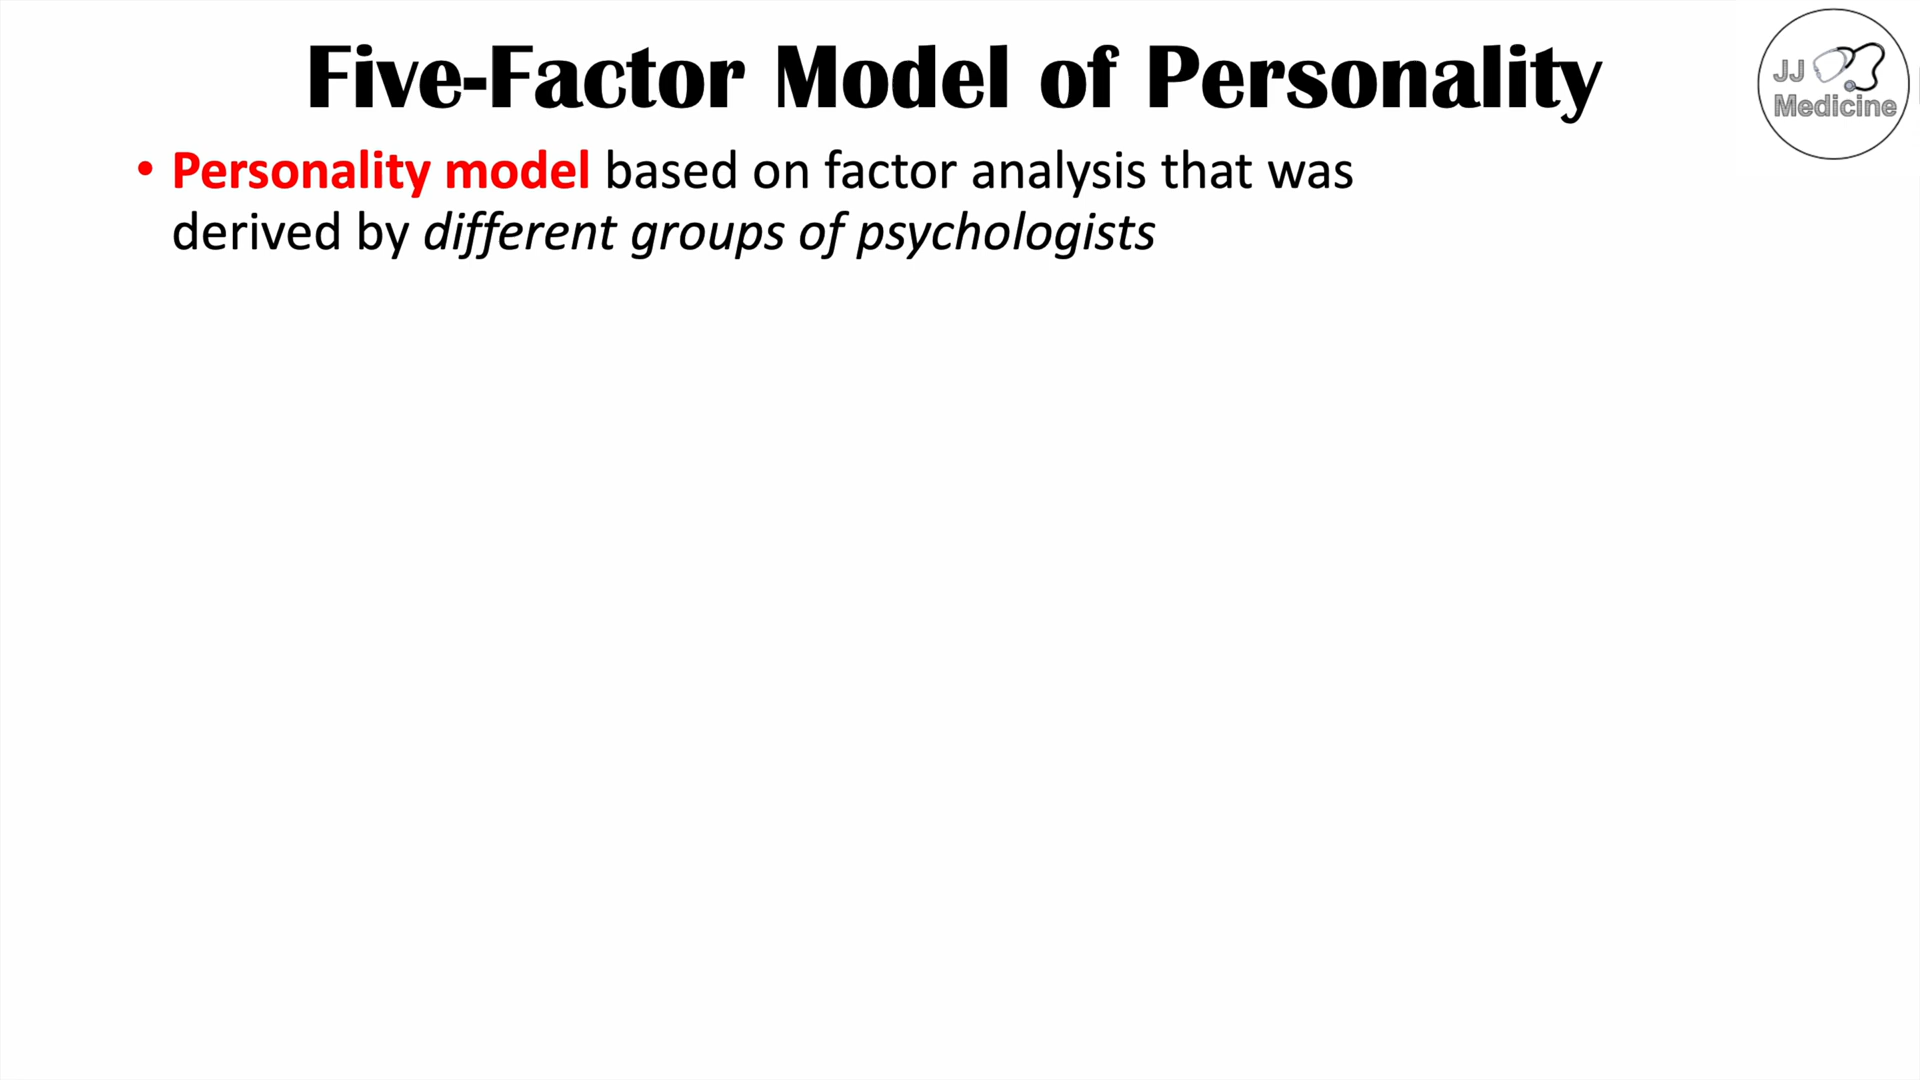 Five-Factor Model of Personality
JJ
Medicine
• Personality model based on factor analysis that was
derived by different groups of psychologists